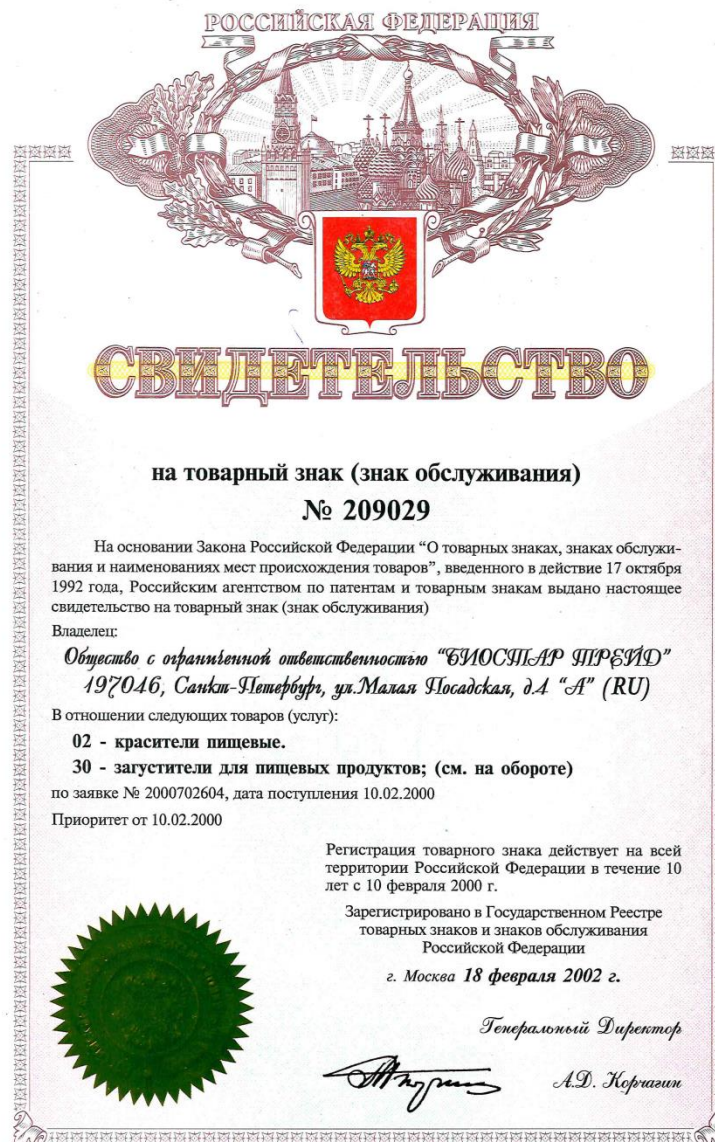 РОССИЙСКАЯ ФЕДЕРАЦИЯ
СВИДЕТЕЛЬСТВО
на товарный знак (знак обслуживания)
№ 209029
На основании Закона Российской Федерации “О товарных знаках, знаках обслужи-
вания и наименованиях мест происхождения товаров”, введенного в действие 17 октября
1992 года, Российским агентством по патентам и товарным знакам выдано настоящее
свидетельство на товарный знак (знак обслуживания)
Владелец:
Общество с ограниченной ответственностью “БИОСТАР ТРЕЙД”
197046, Санкт-Петербург, ул.Малая Посадская, д.4 “А” (RU)
В отношении следующих товаров (услуг):
02 - красители пищевые.
30 - загустители для пищевых продуктов; (см. на обороте)
по заявке № 2000702604, дата поступления 10.02.2000
Приоритет от 10.02.2000
Регистрация товарного знака действует на всей
территории Российской Федерации в течение 10
лет с 10 февраля 2000 г.
Зарегистрировано в Государственном Реестре
товарных знаков и знаков обслуживания
Российской Федерации
г. Москва 18 февраля 2002 г.
Генеральный Директор
А.Д. Корчагин